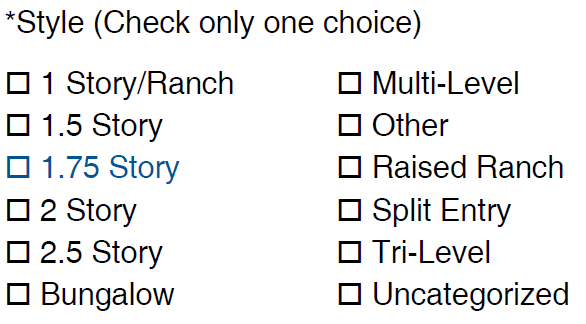 *Style (Check only one choice)
☐ 1 Story/Ranch
☐ 1.5 Story
☐ 1.75 Story
☐ 2 Story
☐ 2.5 Story
☐ Bungalow
☐ Multi-Level
☐ Other
☐ Raised Ranch
☐ Split Entry
☐ Tri-Level
☐ Uncategorized